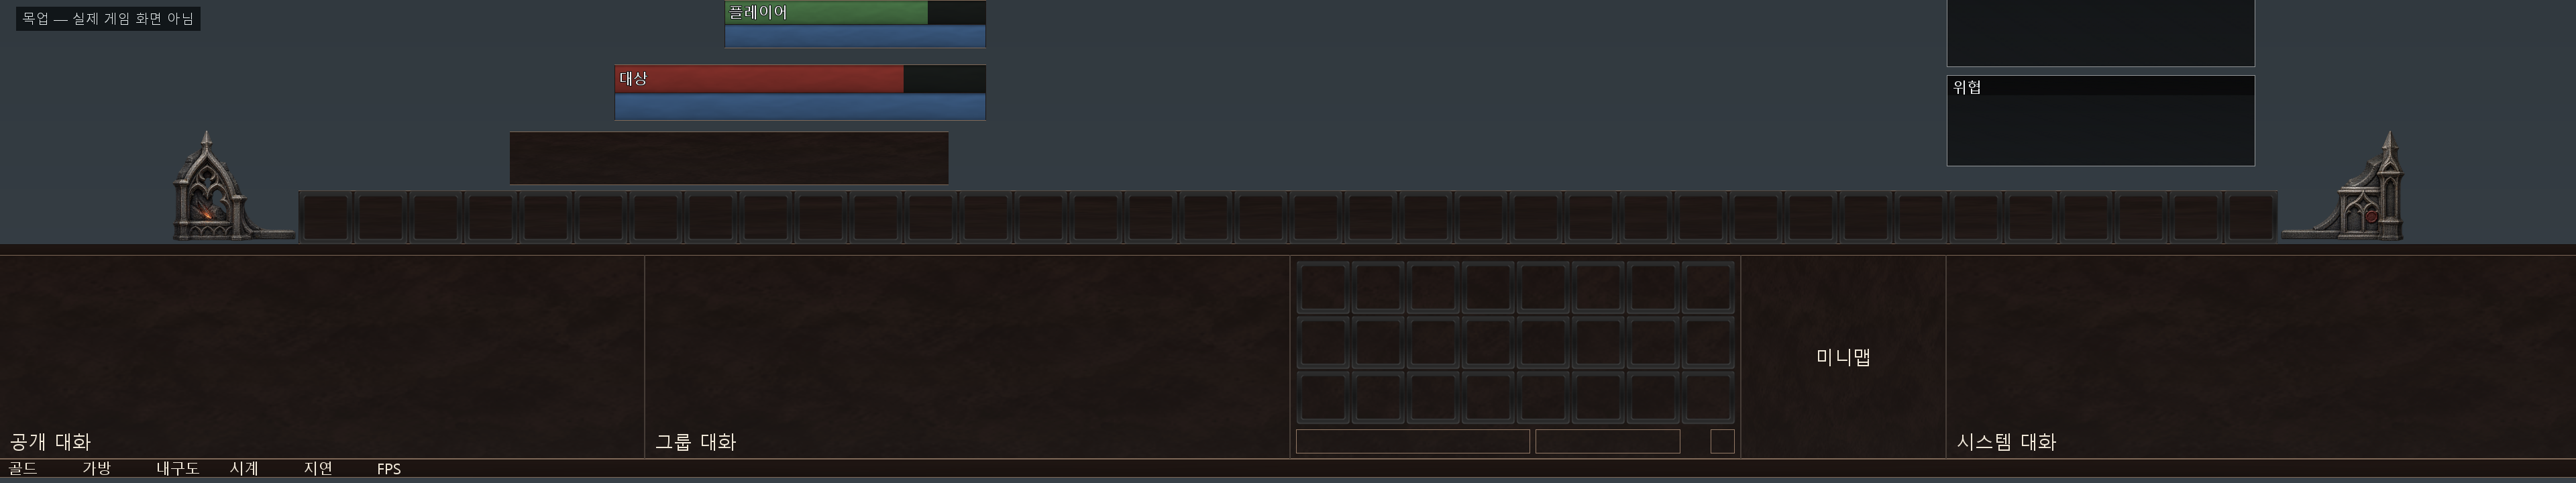 목업 — 실제 게임 화면 아님
플레이어
대상
위협
미니맵
공개 대화
그룹 대화
시스템 대화
골드 가방 내구도 시계 지연 FPS